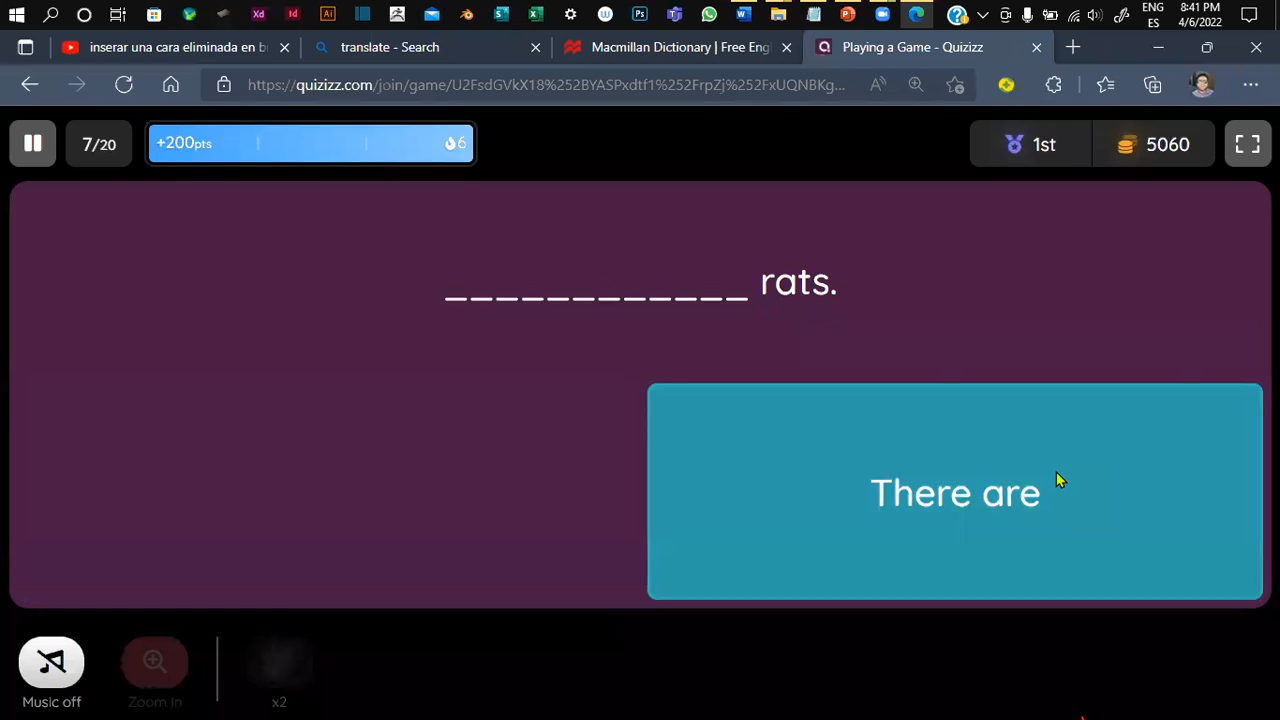 ENG
ES
8:41 PM
4/6/2022
inserar una cara eliminada en b
translate - Search
Macmillan Dictionary | Free Eng
Playing a Game - Quizizz
https://quizizz.com/join/game/U2FsdGVkX18%252BYASPxdtf1%252FrpZj%252FxUQNBKg...
7/20
+200pts
6
1st
5060
____________ rats.
There are
Music off
Zoom In
x2